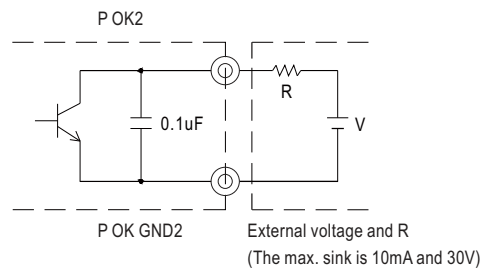 P OK2
R
0.1uF
V
P OK GND2
External voltage and R
(The max. sink is 10mA and 30V)